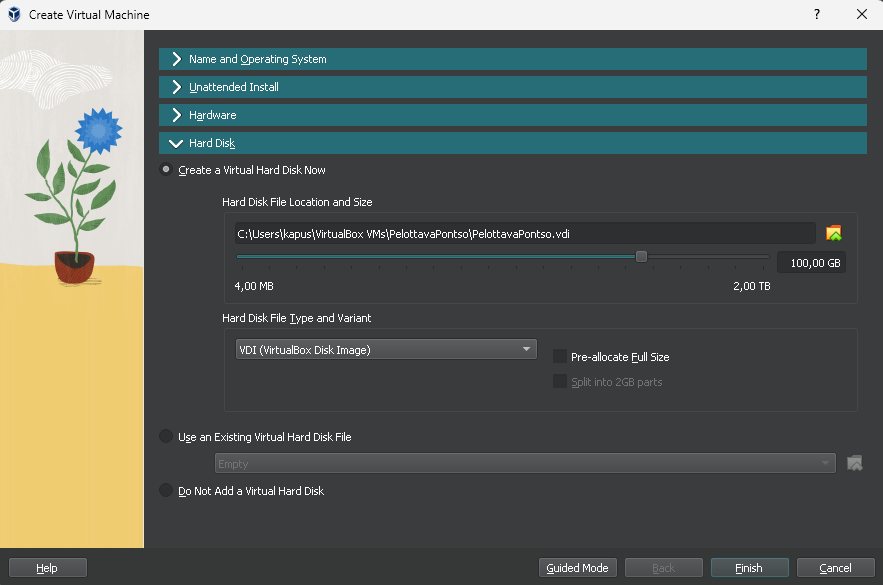 Create Virtual Machine
?
Name and Operating System
Unattended Install
Hardware
Hard Disk
Create a Virtual Hard Disk Now
Hard Disk File Location and Size
C:\Users\kapus\VirtualBox VMs\PelottavaPontso\PelottavaPontso.vdi
100,00 GB
4,00 MB 2,00 TB
Hard Disk File Type and Variant
VDI (VirtualBox Disk Image)
Pre-allocate Full Size
Split into 2GB parts
Use an Existing Virtual Hard Disk File
Empty
Do Not Add a Virtual Hard Disk
Help Guided Mode Back Finish Cancel